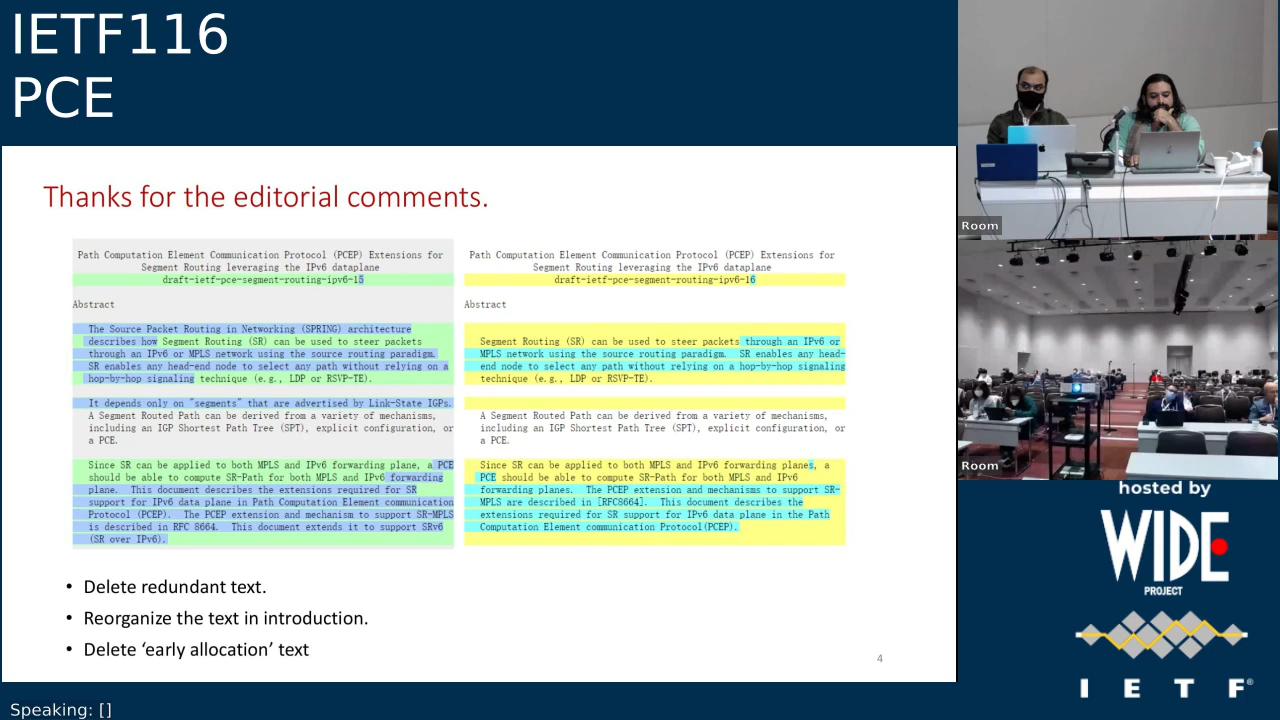 IETF116
PCE
Thanks for the editorial comments.
Path Computation Element Communication Protocol (PCEP) Extensions for
Segment Routing leveraging the IPv6 dataplane
draft-ietf-pce-segment-routing-ipv6-15
Abstract
The Source Packet Routing in Networking (SPRING) architecture
describes how Segment Routing (SR) can be used to steer packets
through an IPv6 or MPLS network using the source routing paradigm.
SR enables any head-end node to select any path without relying on a
hop-by-hop signaling technique (e.g., LDP or RSVP-TE).
It depends only on "segments" that are advertised by Link-State IGPs.
A Segment Routed Path can be derived from a variety of mechanisms,
including an IGP Shortest Path Tree (SPT), explicit configuration, or
a PCE.
Since SR can be applied to both MPLS and IPv6 forwarding plane, a PCE
should be able to compute SR-Path for both MPLS and IPv6 forwarding
plane. This document describes the extensions required for SR
support for IPv6 data plane in Path Computation Element communication
Protocol (PCEP). The PCEP extension and mechanism to support SR-MPLS
is described in RFC 8664. This document extends it to support SRv6
(SR over IPv6).
Path Computation Element Communication Protocol (PCEP) Extensions for
Segment Routing leveraging the IPv6 dataplane
draft-ietf-pce-segment-routing-ipv6-16
Abstract
Segment Routing (SR) can be used to steer packets through an IPv6 or
MPLS network using the source routing paradigm. SR enables any head-
end node to select any path without relying on a hop-by-hop signaling
technique (e.g., LDP or RSVP-TE).
A Segment Routed Path can be derived from a variety of mechanisms,
including an IGP Shortest Path Tree (SPT), explicit configuration, or
a PCE.
Since SR can be applied to both MPLS and IPv6 forwarding planes, a
PCE should be able to compute SR-Path for both MPLS and IPv6
forwarding planes. The PCEP extension and mechanisms to support SR-
MPLS are described in [RFC8664]. This document describes the
extensions required for SR support for IPv6 data plane in the Path
Computation Element communication Protocol(PCEP).
• Delete redundant text.
• Reorganize the text in introduction.
• Delete ‘early allocation’ text
4
Room
Room
hosted by
WIDE
PROJECT
I E T F®
Speaking: []